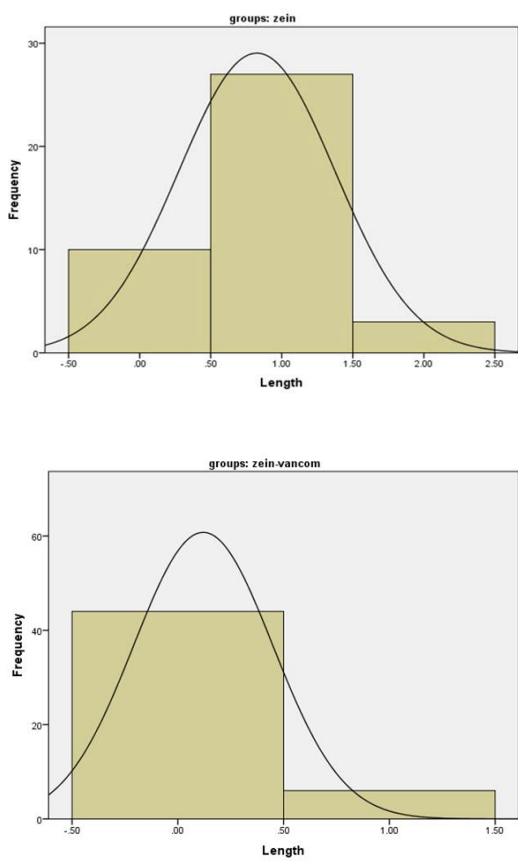 groups: zein
30
20
10
0
Frequency
-.50 .00 .50 1.00 1.50 2.00 2.50
Length
groups: zein-vancom
60
40
20
0
Frequency
-.50 .00 .50 1.00 1.50
Length